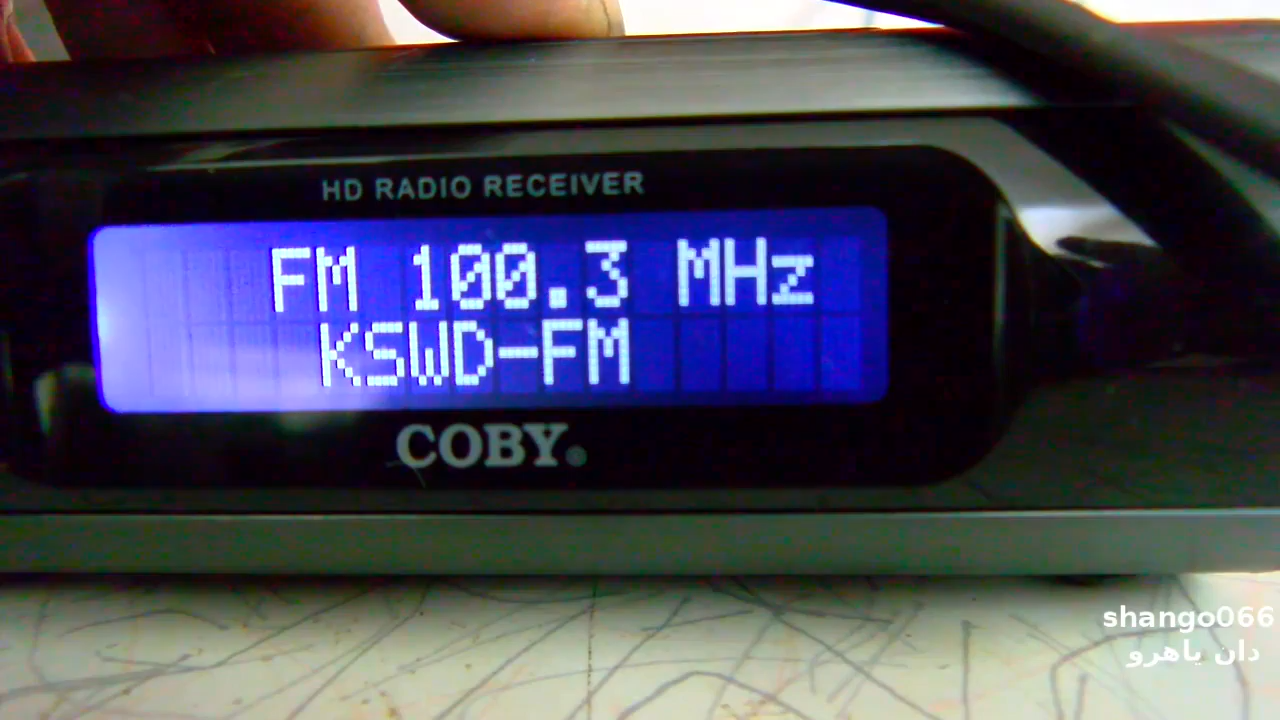 HD RADIO RECEIVER
FM 100.3 MHz
KSWD-FM
COBY®
shango066
دان ياهرو